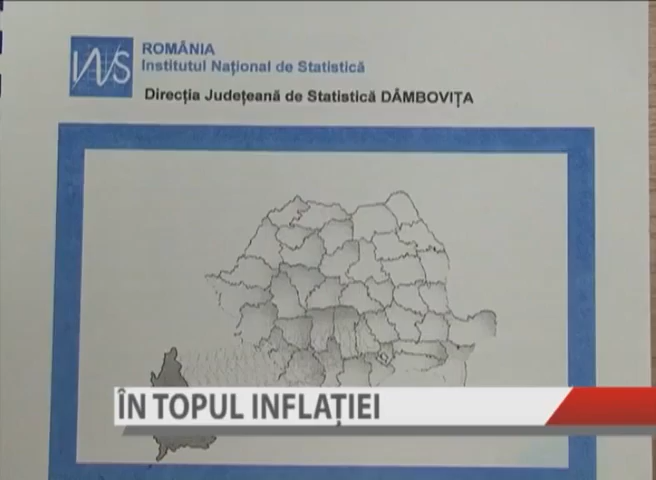 INS
ROMÂNIA
Institutul Național de Statistică
Direcția Județeană de Statistică DÂMBOVIȚA
ÎN TOPUL INFLAȚIEI